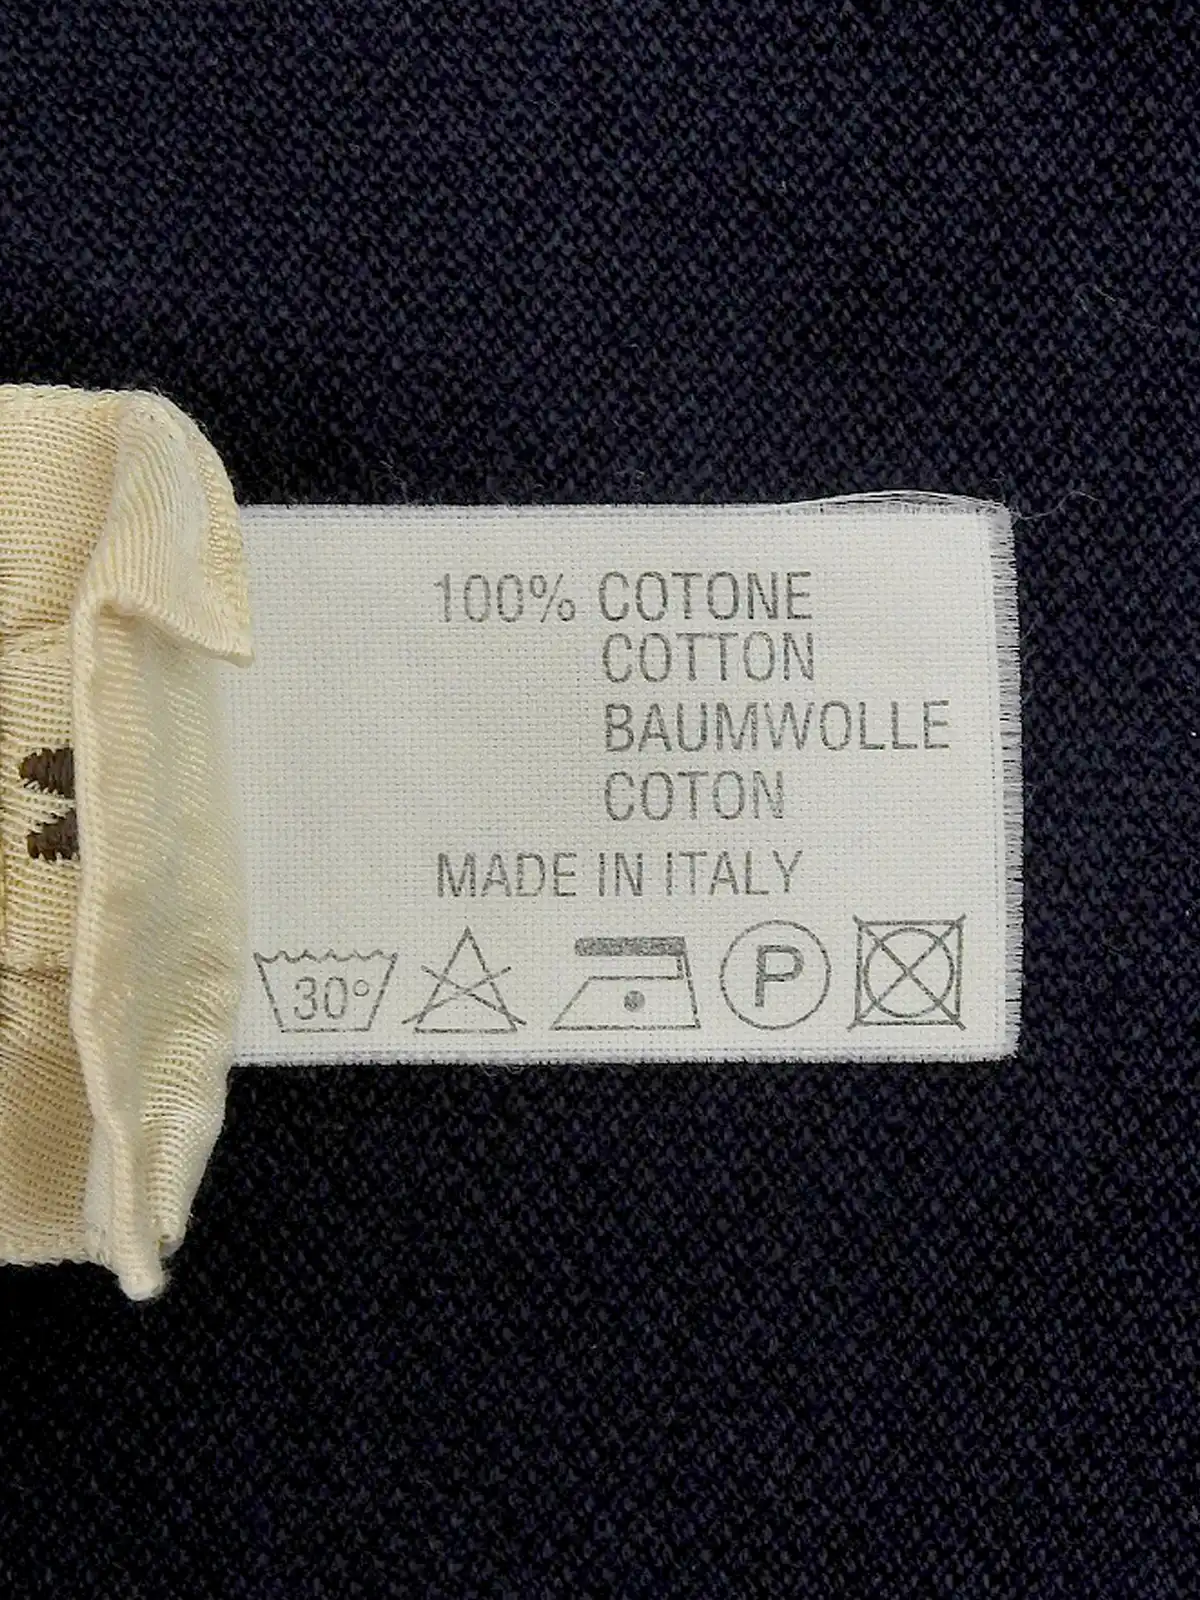 100% COTONE
COTTON
BAUMWOLLE
COTON
MADE IN ITALY
30° P